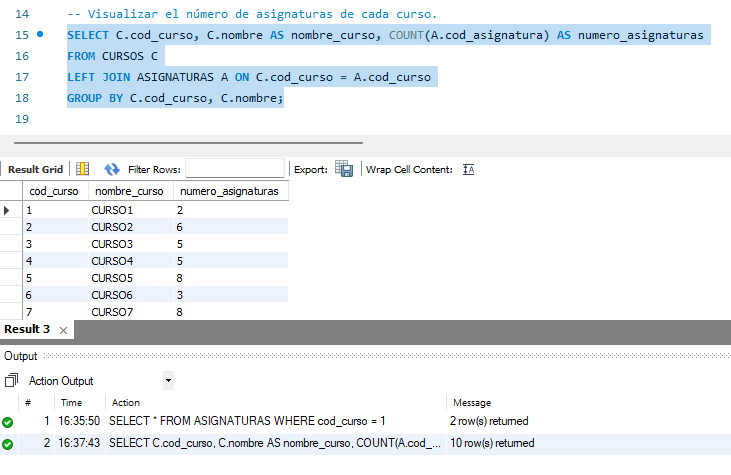 14 -- Visualizar el número de asignaturas de cada curso.
15 SELECT C.cod_curso, C.nombre AS nombre_curso, COUNT(A.cod_asignatura) AS numero_asignaturas
16 FROM CURSOS C
17 LEFT JOIN ASIGNATURAS A ON C.cod_curso = A.cod_curso
18 GROUP BY C.cod_curso, C.nombre;
19
Result Grid Filter Rows: Export: Wrap Cell Content: IA
cod_curso nombre_curso numero_asignaturas
1 CURSO1 2
2 CURSO2 6
3 CURSO3 5
4 CURSO4 5
5 CURSO5 8
6 CURSO6 3
7 CURSO7 8
Result 3 ×
Output
Action Output
# Time Action Message
1 16:35:50 SELECT * FROM ASIGNATURAS WHERE cod_curso = 1 2 row(s) returned
2 16:37:43 SELECT C.cod_curso, C.nombre AS nombre_curso, COUNT(A.cod_... 10 row(s) returned